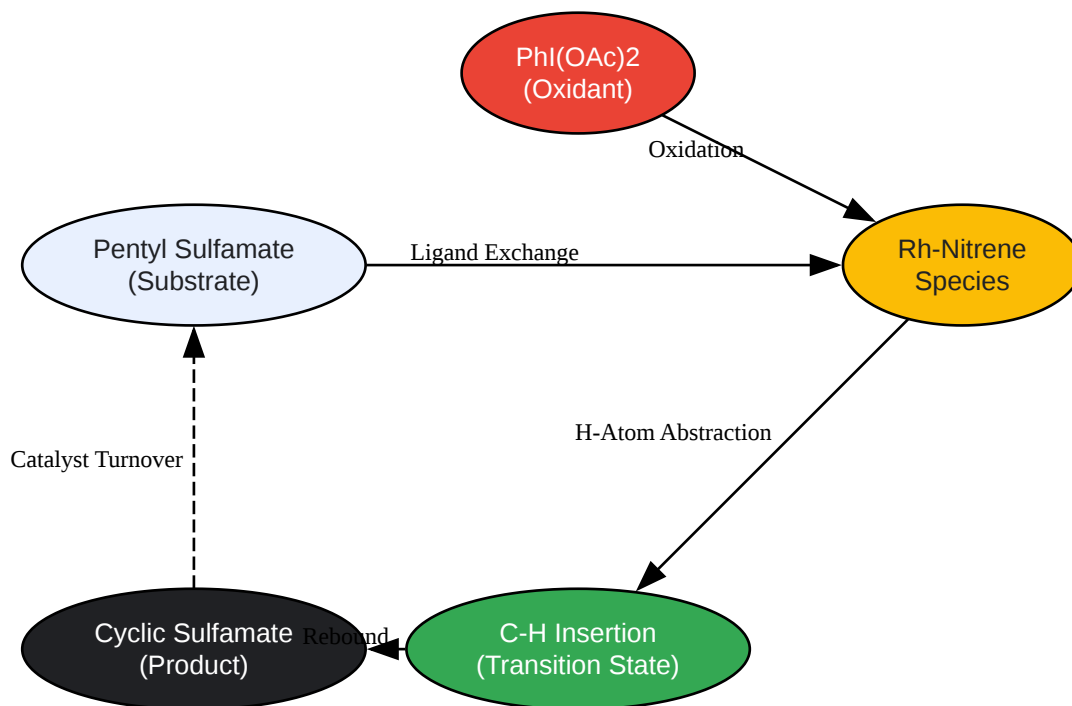 PhI(OAc)2
(Oxidant)
Oxidation
Pentyl Sulfamate
(Substrate)
Ligand Exchange
Rh-Nitrene
Species
H-Atom Abstraction
Catalyst Turnover
Cyclic Sulfamate
(Product)
Rebound
C-H Insertion
(Transition State)